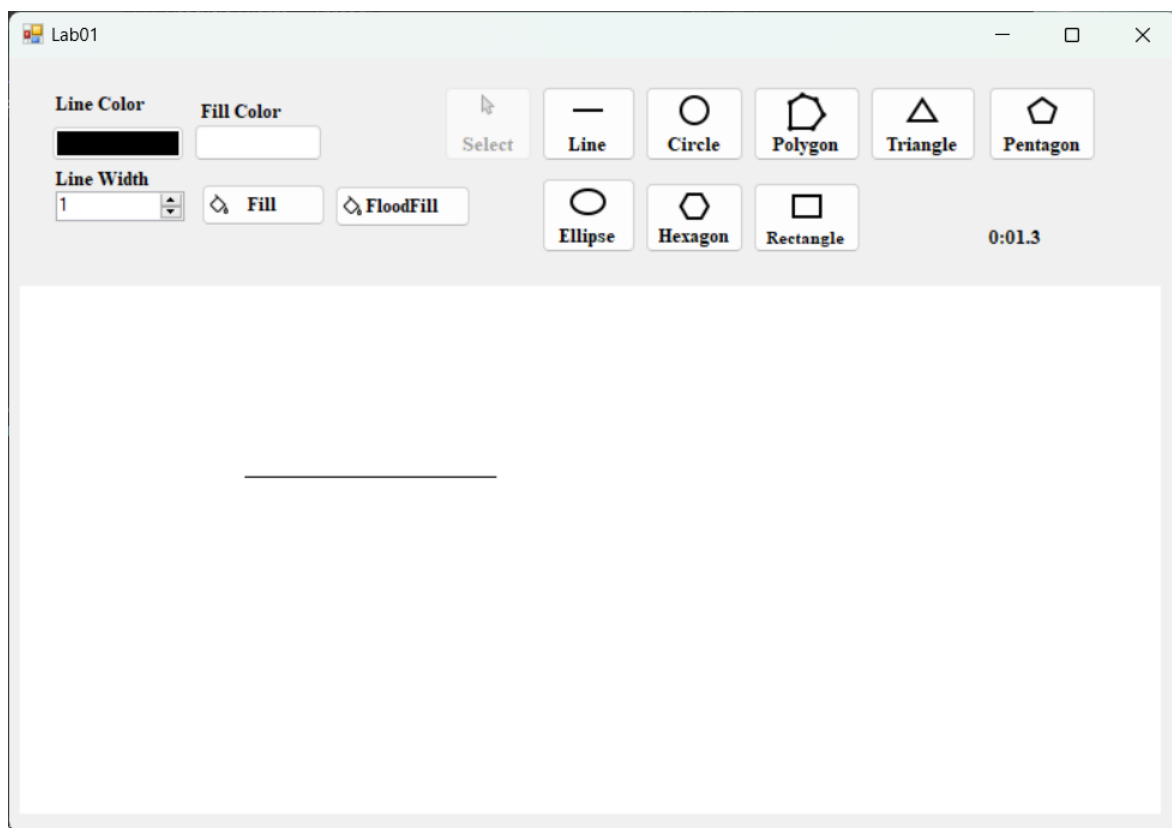 Lab01
Line Color
Fill Color
Select
Line
Circle
Polygon
Triangle
Pentagon
Line Width
1
Fill
FloodFill
Ellipse
Hexagon
Rectangle
0:01.3